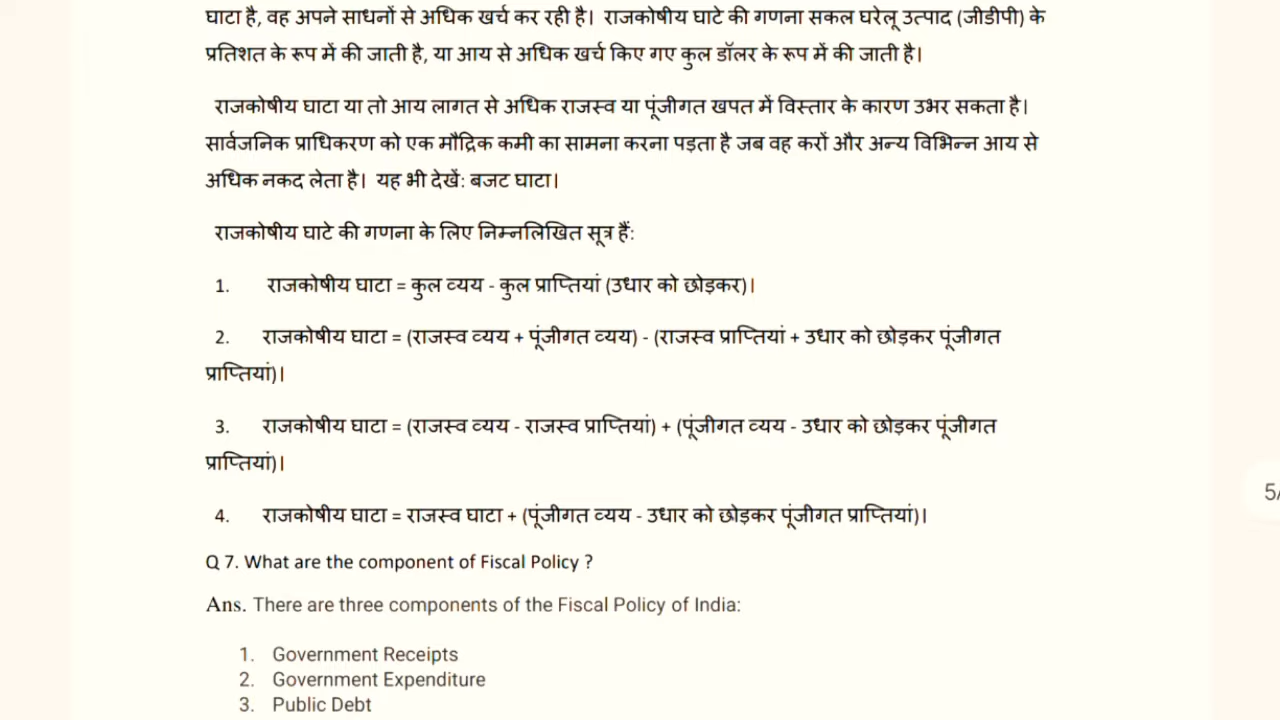 घाटा है, वह अपने साधनों से अधिक खर्च कर रही है। राजकोषीय घाटे की गणना सकल घरेलू उत्पाद (जीडीपी) के
प्रतिशत के रूप में की जाती है, या आय से अधिक खर्च किए गए कुल डॉलर के रूप में की जाती है।
राजकोषीय घाटा या तो आय लागत से अधिक राजस्व या पूंजीगत खपत में विस्तार के कारण उभर सकता है।
सार्वजनिक प्राधिकरण को एक मौद्रिक कमी का सामना करना पड़ता है जब वह करों और अन्य विभिन्न आय से
अधिक नकद लेता है। यह भी देखें: बजट घाटा।
राजकोषीय घाटे की गणना के लिए निम्नलिखित सूत्र हैं:
1. राजकोषीय घाटा = कुल व्यय - कुल प्राप्तियां (उधार को छोड़कर)।
2. राजकोषीय घाटा = (राजस्व व्यय + पूंजीगत व्यय) - (राजस्व प्राप्तियां + उधार को छोड़कर पूंजीगत
प्राप्तियां)।
3. राजकोषीय घाटा = (राजस्व व्यय - राजस्व प्राप्तियां) + (पूंजीगत व्यय - उधार को छोड़कर पूंजीगत
प्राप्तियां)।
5/
4. राजकोषीय घाटा = राजस्व घाटा + (पूंजीगत व्यय - उधार को छोड़कर पूंजीगत प्राप्तियां)।
Q 7. What are the component of Fiscal Policy ?
Ans. There are three components of the Fiscal Policy of India:
1. Government Receipts
2. Government Expenditure
3. Public Debt